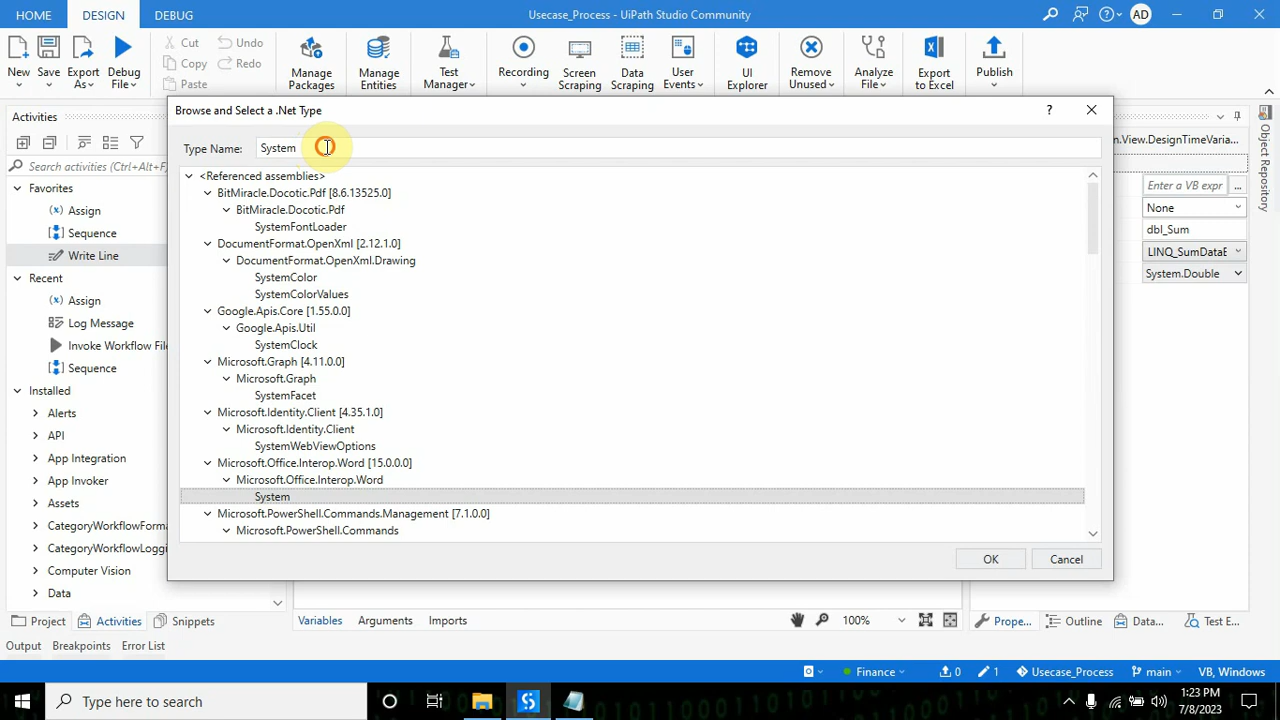 HOME
DESIGN
DEBUG
Usecase_Process - UiPath Studio Community
AD
New
Save
Export As
Debug File
Cut
Copy
Paste
Undo
Redo
Manage Packages
Manage Entities
Test Manager
Recording
Screen Scraping
Data Scraping
User Events
UI Explorer
Remove Unused
Analyze File
Export to Excel
Publish
Activities
Search activities (Ctrl+Alt+F)
Favorites
Assign
Sequence
Write Line
Recent
Assign
Log Message
Invoke Workflow File
Sequence
Installed
Alerts
API
App Integration
App Invoker
Assets
CategoryWorkflowForma
CategoryWorkflowLoggi
Computer Vision
Data
Browse and Select a .Net Type
?
Type Name:
System
<Referenced assemblies>
BitMiracle.Docotic.Pdf [8.6.13525.0]
BitMiracle.Docotic.Pdf
SystemFontLoader
DocumentFormat.OpenXml [2.12.1.0]
DocumentFormat.OpenXml.Drawing
SystemColor
SystemColorValues
Google.Apis.Core [1.55.0.0]
Google.Apis.Util
SystemClock
Microsoft.Graph [4.11.0.0]
Microsoft.Graph
SystemFacet
Microsoft.Identity.Client [4.35.1.0]
Microsoft.Identity.Client
SystemWebViewOptions
Microsoft.Office.Interop.Word [15.0.0.0]
Microsoft.Office.Interop.Word
System
Microsoft.PowerShell.Commands.Management [7.1.0.0]
Microsoft.PowerShell.Commands
OK
Cancel
n.View.DesignTimeVaria...
Enter a VB expr
...
None
dbl_Sum
LINQ_SumDataE
System.Double
Object Repository
Project
Activities
Snippets
Variables
Arguments
Imports
100%
Prope...
Outline
Data...
Test E...
Output
Breakpoints
Error List
Finance
0
1
Usecase_Process
main
VB, Windows
Type here to search
1:23 PM
7/8/2023